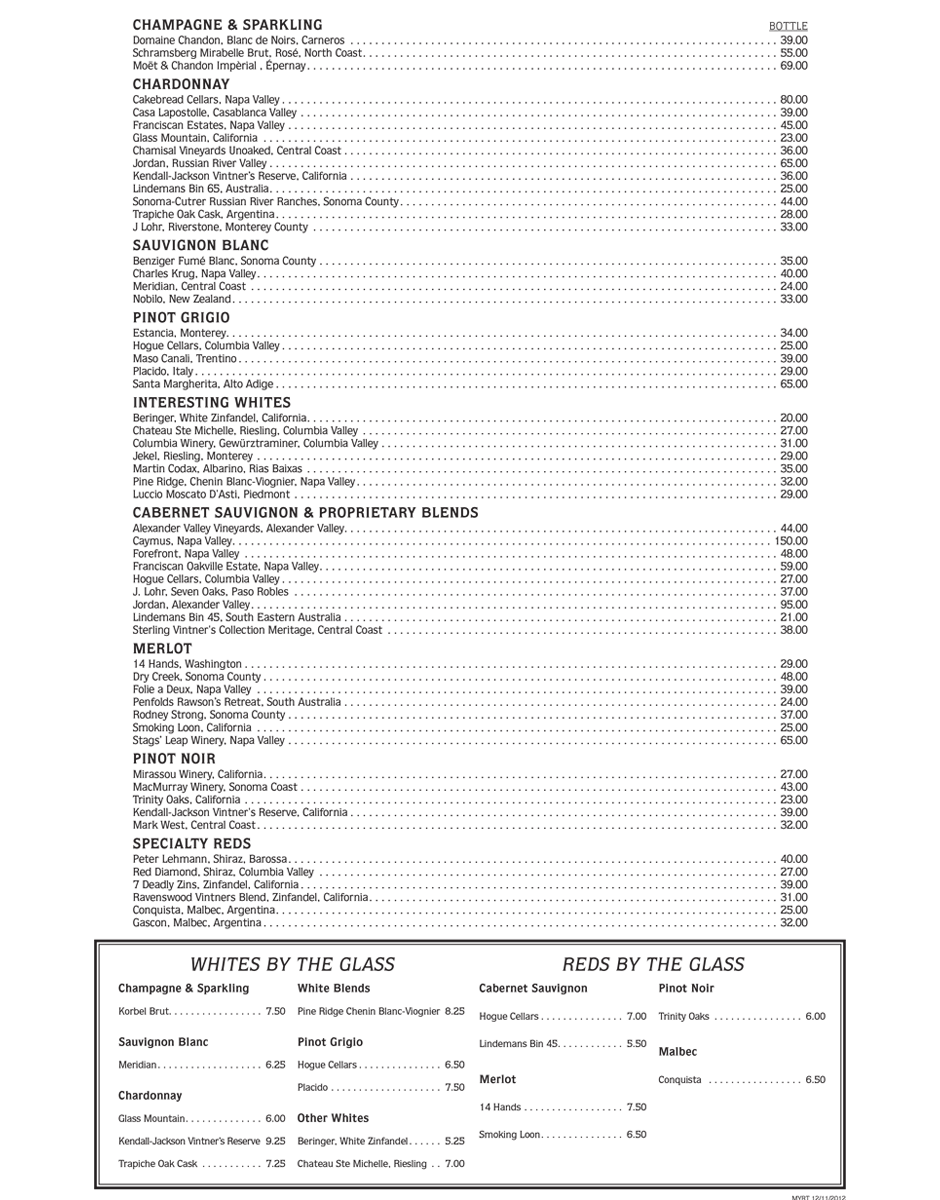 CHAMPAGNE & SPARKLING BOTTLE
Domaine Chandon, Blanc de Noirs, Carneros 39.00
Schramsberg Mirabelle Brut, Rosé, North Coast 55.00
Moët & Chandon Impèrial , Épernay 69.00
CHARDONNAY
Cakebread Cellars, Napa Valley 80.00
Casa Lapostolle, Casablanca Valley 39.00
Franciscan Estates, Napa Valley 45.00
Glass Mountain, California 23.00
Chamisal Vineyards Unoaked, Central Coast 36.00
Jordan, Russian River Valley 65.00
Kendall-Jackson Vintner's Reserve, California 36.00
Lindemans Bin 65, Australia 25.00
Sonoma-Cutrer Russian River Ranches, Sonoma County 44.00
Trapiche Oak Cask, Argentina 28.00
J Lohr, Riverstone, Monterey County 33.00
SAUVIGNON BLANC
Benziger Fumé Blanc, Sonoma County 35.00
Charles Krug, Napa Valley 40.00
Meridian, Central Coast 24.00
Nobilo, New Zealand 33.00
PINOT GRIGIO
Estancia, Monterey 34.00
Hogue Cellars, Columbia Valley 25.00
Maso Canali, Trentino 39.00
Placido, Italy 29.00
Santa Margherita, Alto Adige 65.00
INTERESTING WHITES
Beringer, White Zinfandel, California 20.00
Chateau Ste Michelle, Riesling, Columbia Valley 27.00
Columbia Winery, Gewürztraminer, Columbia Valley 31.00
Jekel, Riesling, Monterey 29.00
Martin Codax, Albarino, Rias Baixas 35.00
Pine Ridge, Chenin Blanc-Viognier, Napa Valley 32.00
Luccio Moscato D'Asti, Piedmont 29.00
CABERNET SAUVIGNON & PROPRIETARY BLENDS
Alexander Valley Vineyards, Alexander Valley 44.00
Caymus, Napa Valley 150.00
Forefront, Napa Valley 48.00
Franciscan Oakville Estate, Napa Valley 59.00
Hogue Cellars, Columbia Valley 27.00
J. Lohr, Seven Oaks, Paso Robles 37.00
Jordan, Alexander Valley 95.00
Lindemans Bin 45, South Eastern Australia 21.00
Sterling Vintner's Collection Meritage, Central Coast 38.00
MERLOT
14 Hands, Washington 29.00
Dry Creek, Sonoma County 48.00
Folie a Deux, Napa Valley 39.00
Penfolds Rawson's Retreat, South Australia 24.00
Rodney Strong, Sonoma County 37.00
Smoking Loon, California 25.00
Stags' Leap Winery, Napa Valley 65.00
PINOT NOIR
Mirassou Winery, California 27.00
MacMurray Winery, Sonoma Coast 43.00
Trinity Oaks, California 23.00
Kendall-Jackson Vintner's Reserve, California 39.00
Mark West, Central Coast 32.00
SPECIALTY REDS
Peter Lehmann, Shiraz, Barossa 40.00
Red Diamond, Shiraz, Columbia Valley 27.00
7 Deadly Zins, Zinfandel, California 39.00
Ravenswood Vintners Blend, Zinfandel, California 31.00
Conquista, Malbec, Argentina 25.00
Gascon, Malbec, Argentina 32.00
WHITES BY THE GLASS
Champagne & Sparkling
Korbel Brut 7.50
Sauvignon Blanc
Meridian 6.25
Chardonnay
Glass Mountain 6.00
Kendall-Jackson Vintner's Reserve 9.25
Trapiche Oak Cask 7.25
White Blends
Pine Ridge Chenin Blanc-Viognier 8.25
Pinot Grigio
Hogue Cellars 6.50
Placido 7.50
Other Whites
Beringer, White Zinfandel 5.25
Chateau Ste Michelle, Riesling 7.00
REDS BY THE GLASS
Cabernet Sauvignon
Hogue Cellars 7.00
Lindemans Bin 45 5.50
Merlot
14 Hands 7.50
Smoking Loon 6.50
Pinot Noir
Trinity Oaks 6.00
Malbec
Conquista 6.50
MYRT 12/11/2012